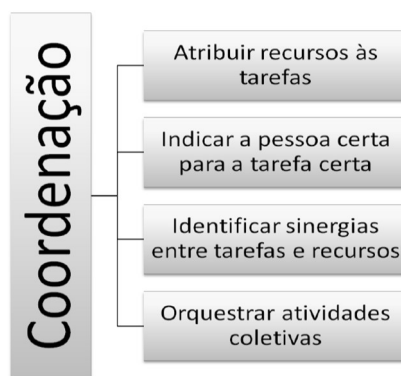 Coordenação
Atribuir recursos às
tarefas
Indicar a pessoa certa
para a tarefa certa
Identificar sinergias
entre tarefas e recursos
Orquestrar atividades
coletivas